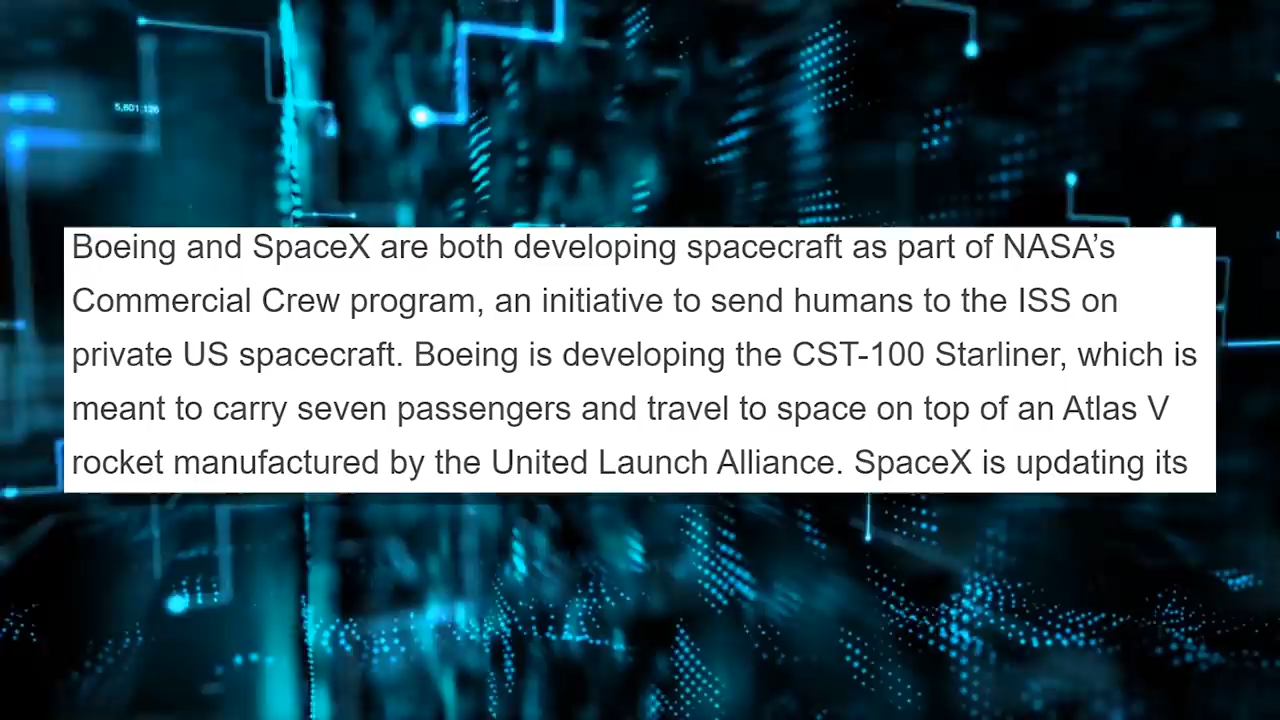 5,601,126
Boeing and SpaceX are both developing spacecraft as part of NASA’s
Commercial Crew program, an initiative to send humans to the ISS on
private US spacecraft. Boeing is developing the CST-100 Starliner, which is
meant to carry seven passengers and travel to space on top of an Atlas V
rocket manufactured by the United Launch Alliance. SpaceX is updating its